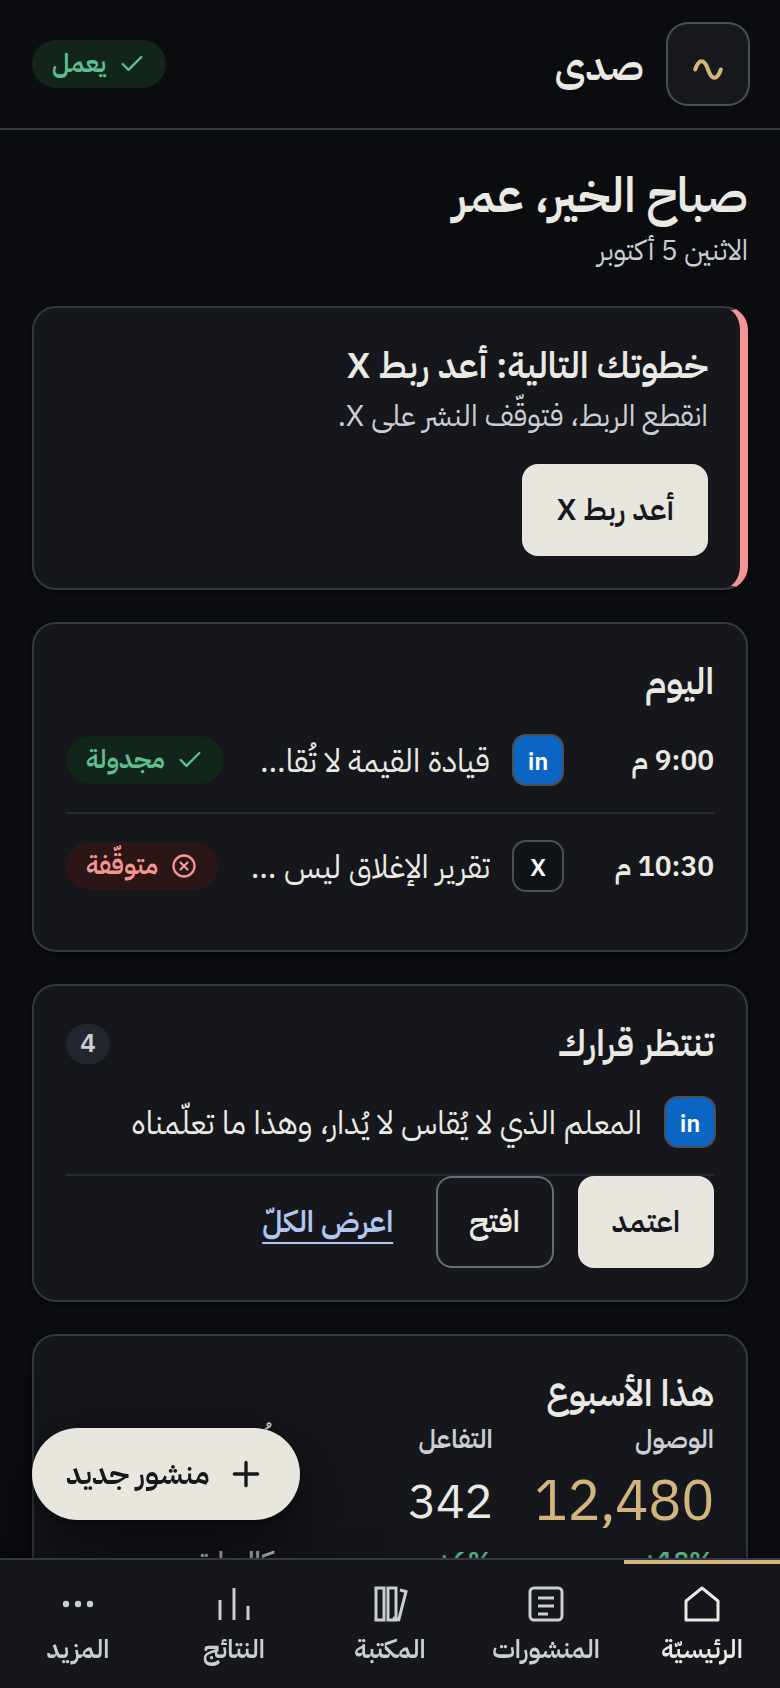 صدى
يعمل
صباح الخير، عمر
الاثنين 5 أكتوبر
خطوتك التالية: أعد ربط X
انقطع الربط، فتوقّف النشر على X.
أعد ربط X
اليوم
9:00 م in قيادة القيمة لا تُقا... مجدولة
10:30 م X تقرير الإغلاق ليس ... متوقّفة
تنتظر قرارك 4
in المعلم الذي لا يُقاس لا يُدار، وهذا ما تعلّمناه
اعتمد افتح اعرض الكلّ
هذا الأسبوع
الوصول التفاعل
12,480 342
منشور جديد
الرئيسيّة المنشورات المكتبة النتائج المزيد